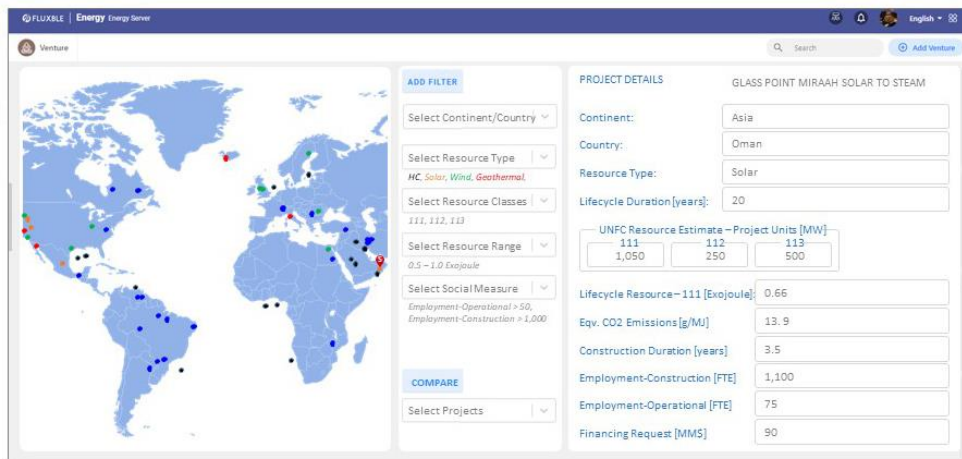 FLUXBLE | Energy Energy Server
English
Venture
Search
Add Venture
ADD FILTER
Select Continent/Country
Select Resource Type
HC, Solar, Wind, Geothermal,
Select Resource Classes
111, 112, 113
Select Resource Range
0.5 – 1.0 Exojoule
Select Social Measure
Employment-Operational > 50,
Employment-Construction > 1,000
COMPARE
Select Projects
PROJECT DETAILS
GLASS POINT MIRAAH SOLAR TO STEAM
Continent: Asia
Country: Oman
Resource Type: Solar
Lifecycle Duration [years]: 20
UNFC Resource Estimate – Project Units [MW]
111 112 113
1,050 250 500
Lifecycle Resource – 111 [Exojoule]: 0.66
Eqv. CO2 Emissions [g/MJ] 13. 9
Construction Duration [years] 3.5
Employment-Construction [FTE] 1,100
Employment-Operational [FTE] 75
Financing Request [MM$] 90